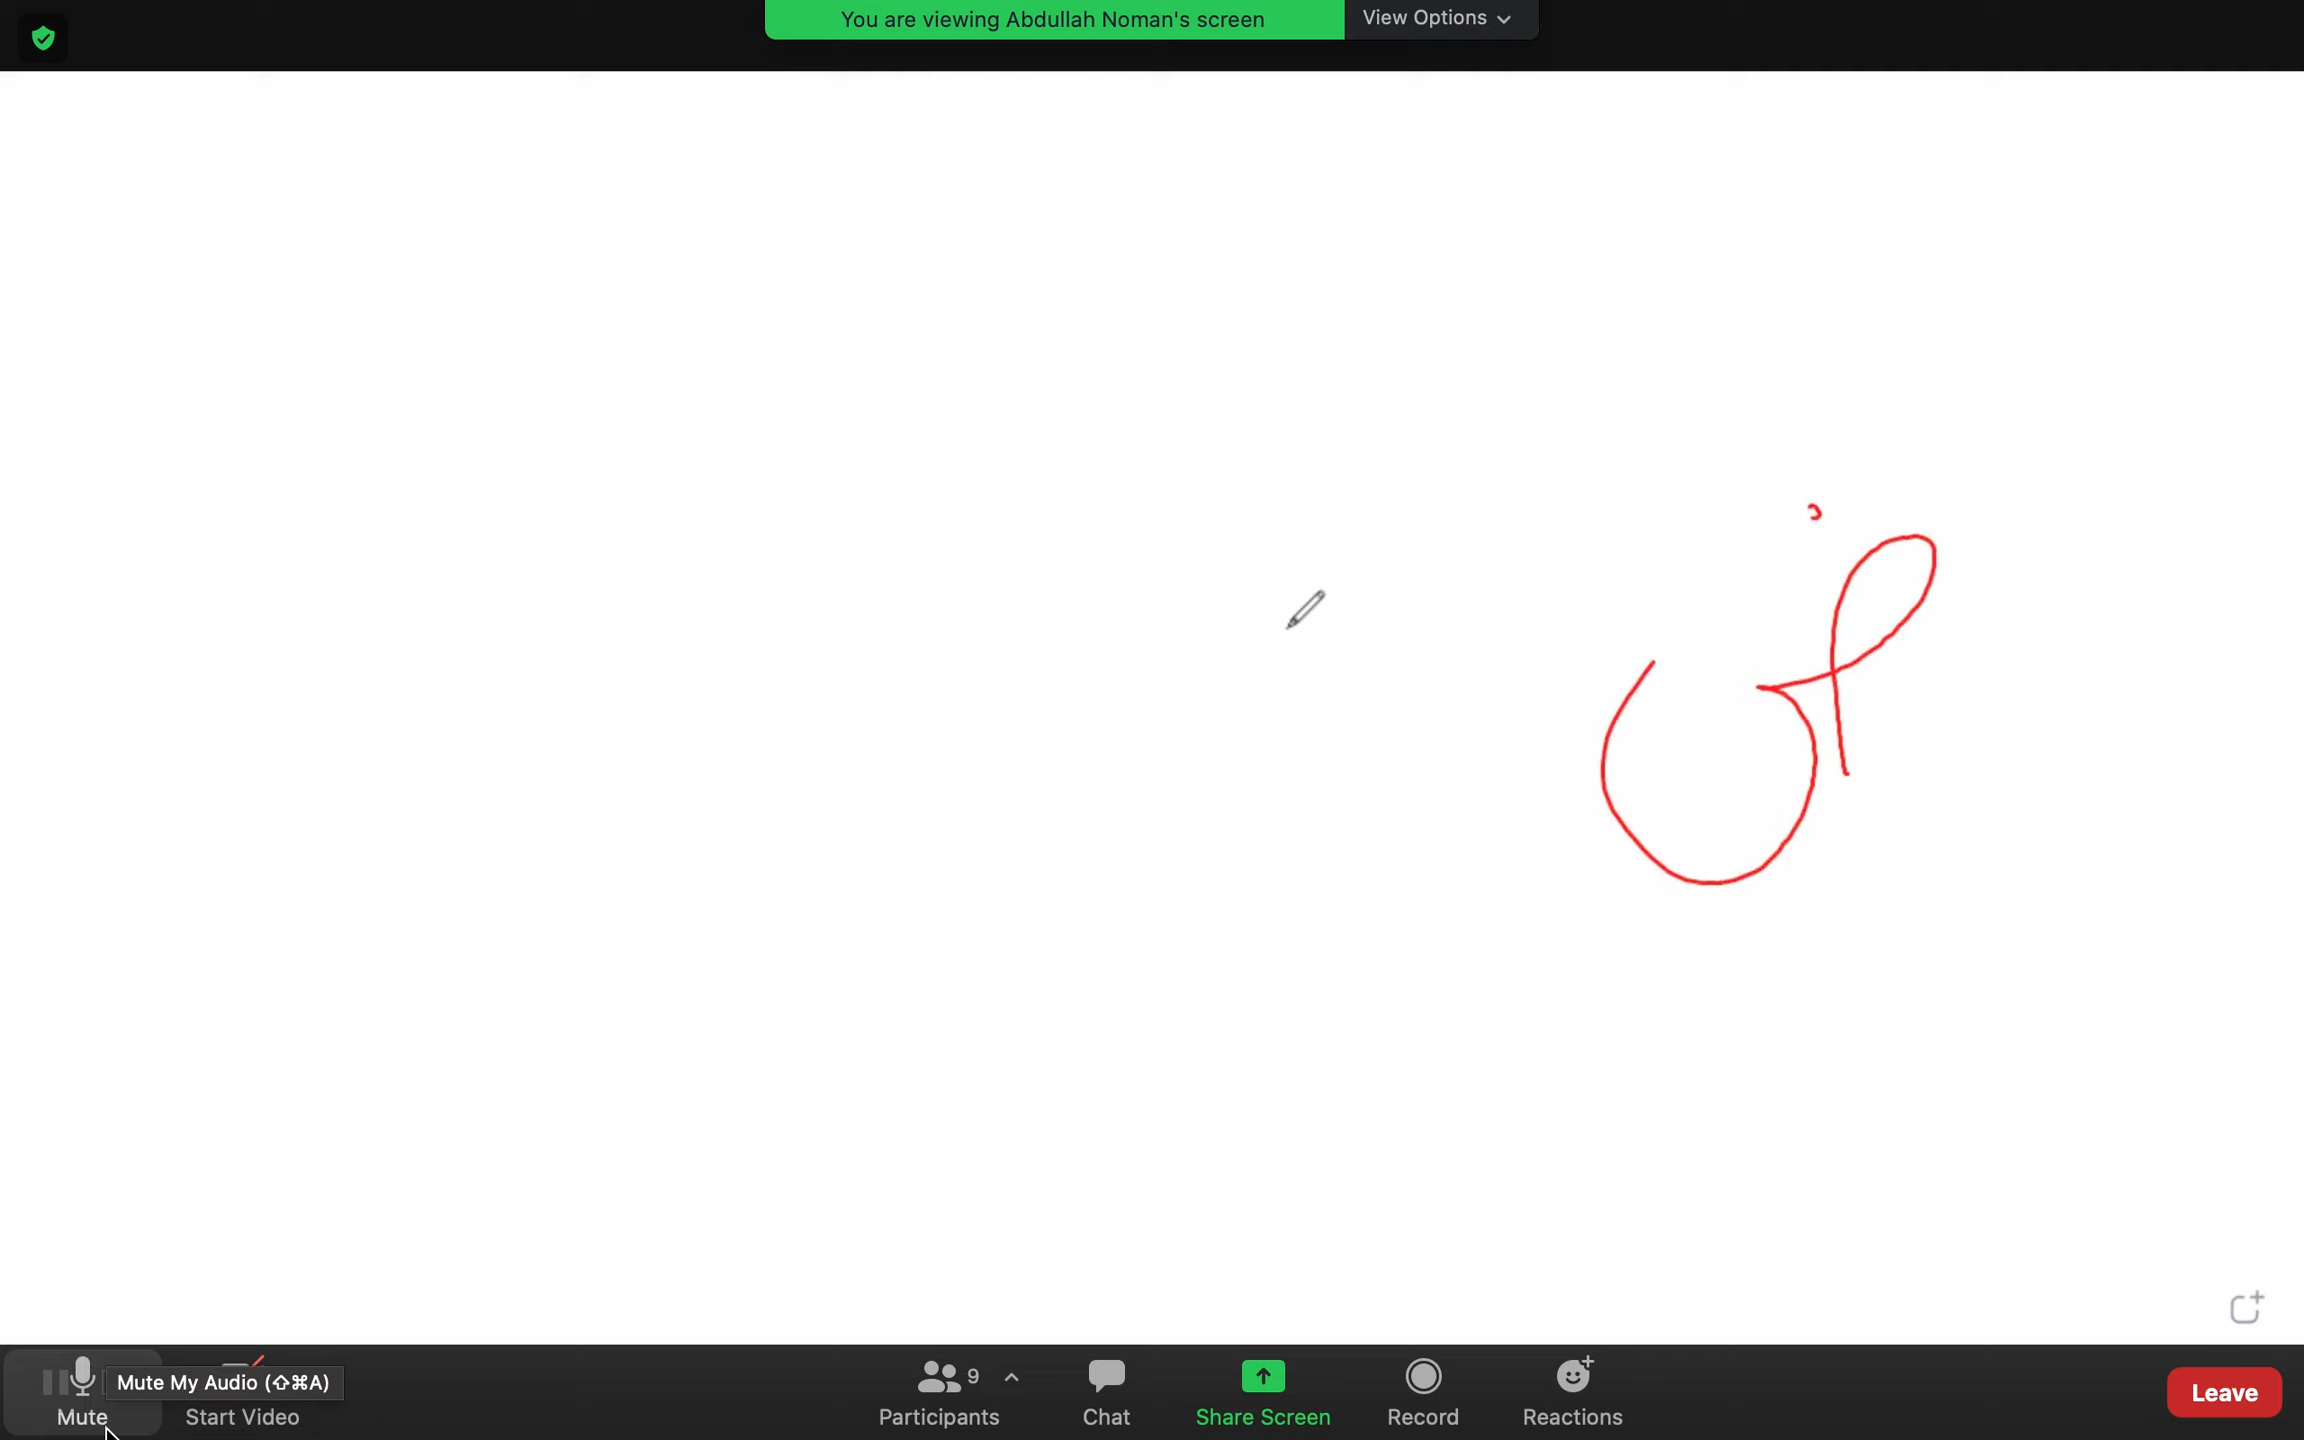 You are viewing Abdullah Noman's screen
View Options
9
Mute My Audio (⇧⌘A)
Mute
Start Video
Participants
Chat
Share Screen
Record
Reactions
Leave